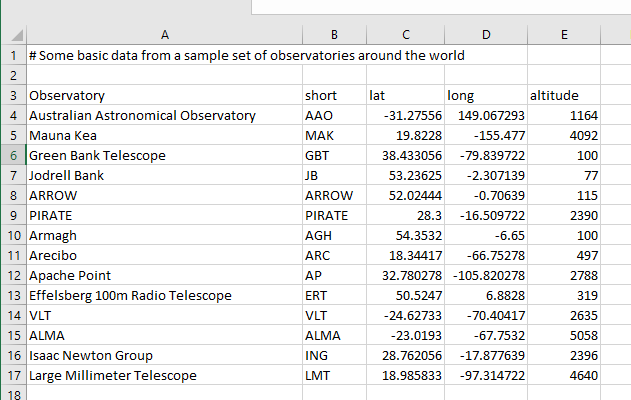 A B C D E
1 # Some basic data from a sample set of observatories around the world
2
3 Observatory short lat long altitude
4 Australian Astronomical Observatory AAO -31.27556 149.067293 1164
5 Mauna Kea MAK 19.8228 -155.477 4092
6 Green Bank Telescope GBT 38.433056 -79.839722 100
7 Jodrell Bank JB 53.23625 -2.307139 77
8 ARROW ARROW 52.02444 -0.70639 115
9 PIRATE PIRATE 28.3 -16.509722 2390
10 Armagh AGH 54.3532 -6.65 100
11 Arecibo ARC 18.34417 -66.75278 497
12 Apache Point AP 32.780278 -105.820278 2788
13 Effelsberg 100m Radio Telescope ERT 50.5247 6.8828 319
14 VLT VLT -24.62733 -70.40417 2635
15 ALMA ALMA -23.0193 -67.7532 5058
16 Isaac Newton Group ING 28.762056 -17.877639 2396
17 Large Millimeter Telescope LMT 18.985833 -97.314722 4640
18